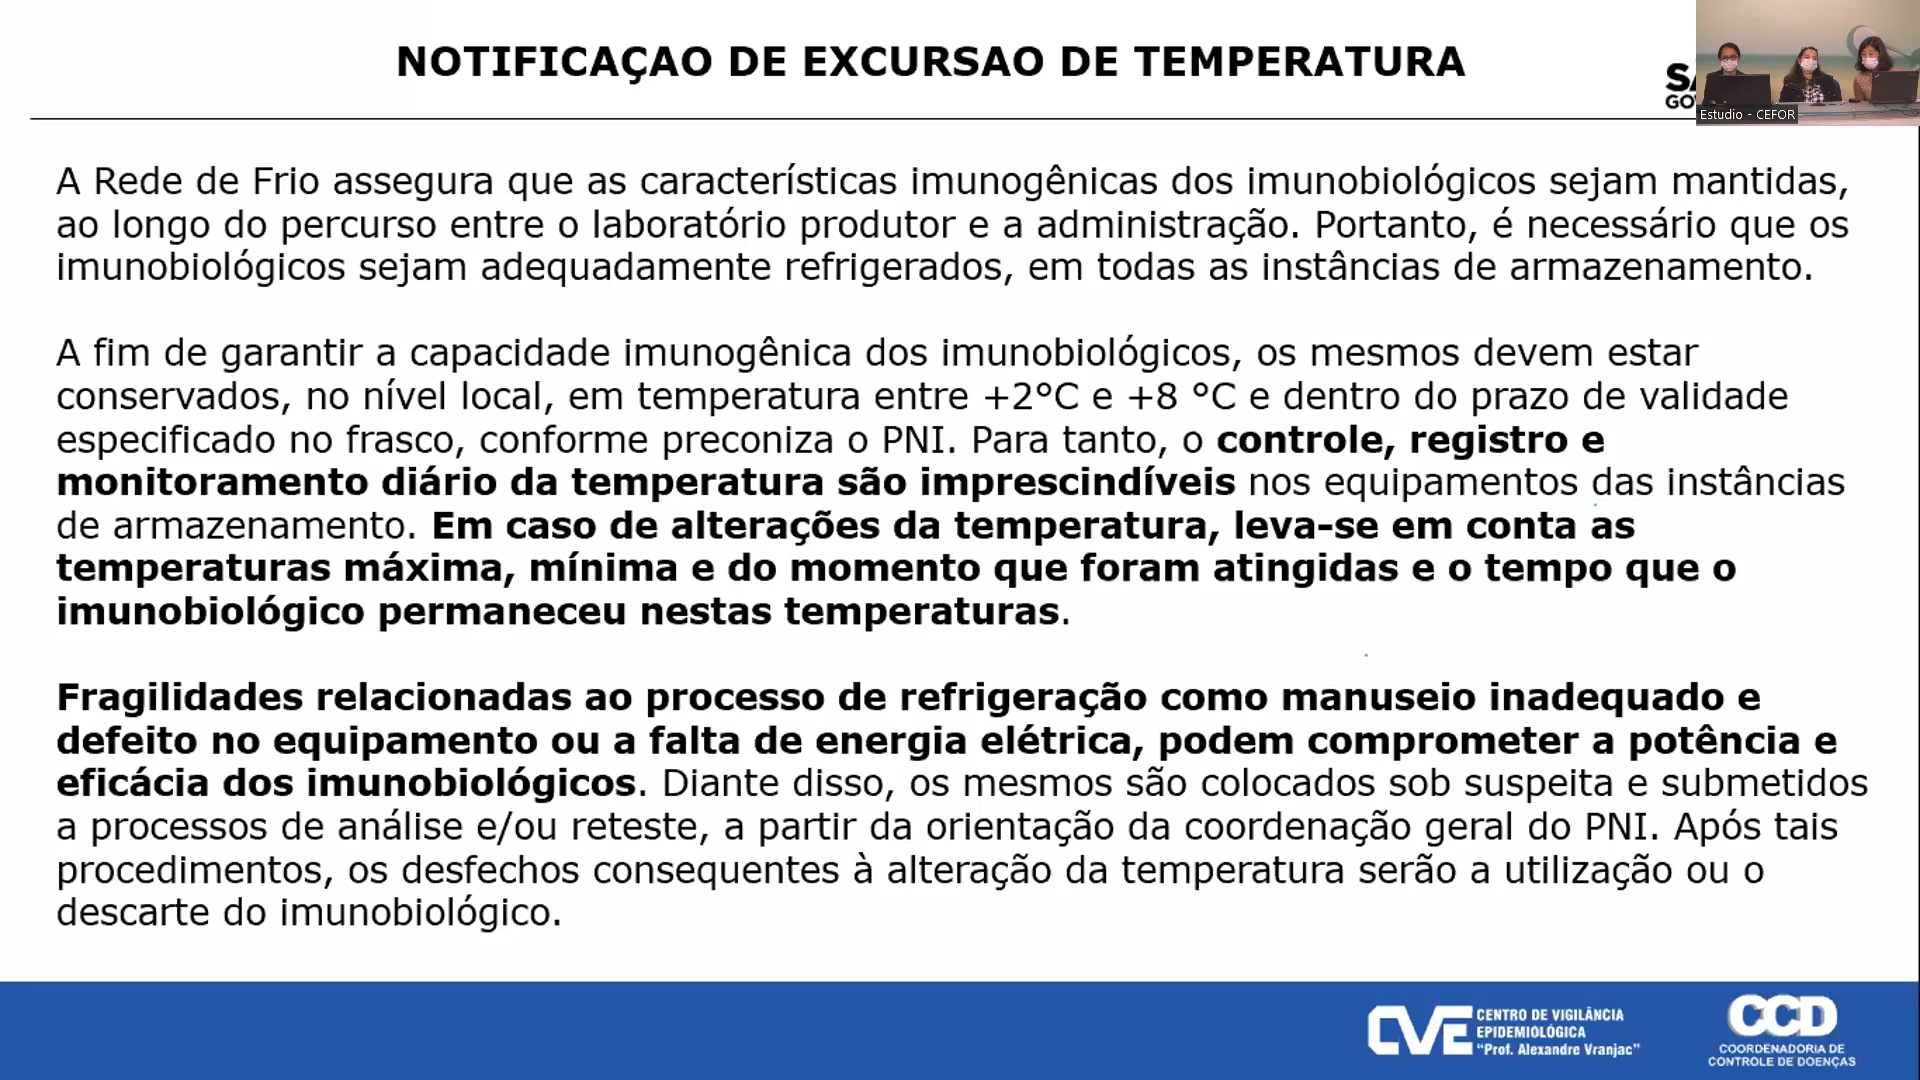 NOTIFICAÇAO DE EXCURSAO DE TEMPERATURA
Estudio - CEFOR
A Rede de Frio assegura que as características imunogênicas dos imunobiológicos sejam mantidas,
ao longo do percurso entre o laboratório produtor e a administração. Portanto, é necessário que os
imunobiológicos sejam adequadamente refrigerados, em todas as instâncias de armazenamento.
A fim de garantir a capacidade imunogênica dos imunobiológicos, os mesmos devem estar
conservados, no nível local, em temperatura entre +2°C e +8 °C e dentro do prazo de validade
especificado no frasco, conforme preconiza o PNI. Para tanto, o controle, registro e
monitoramento diário da temperatura são imprescindíveis nos equipamentos das instâncias
de armazenamento. Em caso de alterações da temperatura, leva-se em conta as
temperaturas máxima, mínima e do momento que foram atingidas e o tempo que o
imunobiológico permaneceu nestas temperaturas.
Fragilidades relacionadas ao processo de refrigeração como manuseio inadequado e
defeito no equipamento ou a falta de energia elétrica, podem comprometer a potência e
eficácia dos imunobiológicos. Diante disso, os mesmos são colocados sob suspeita e submetidos
a processos de análise e/ou reteste, a partir da orientação da coordenação geral do PNI. Após tais
procedimentos, os desfechos consequentes à alteração da temperatura serão a utilização ou o
descarte do imunobiológico.
CVE
CENTRO DE VIGILÂNCIA
EPIDEMIOLÓGICA
"Prof. Alexandre Vranjac"
CCD
COORDENADORIA DE
CONTROLE DE DOENÇAS